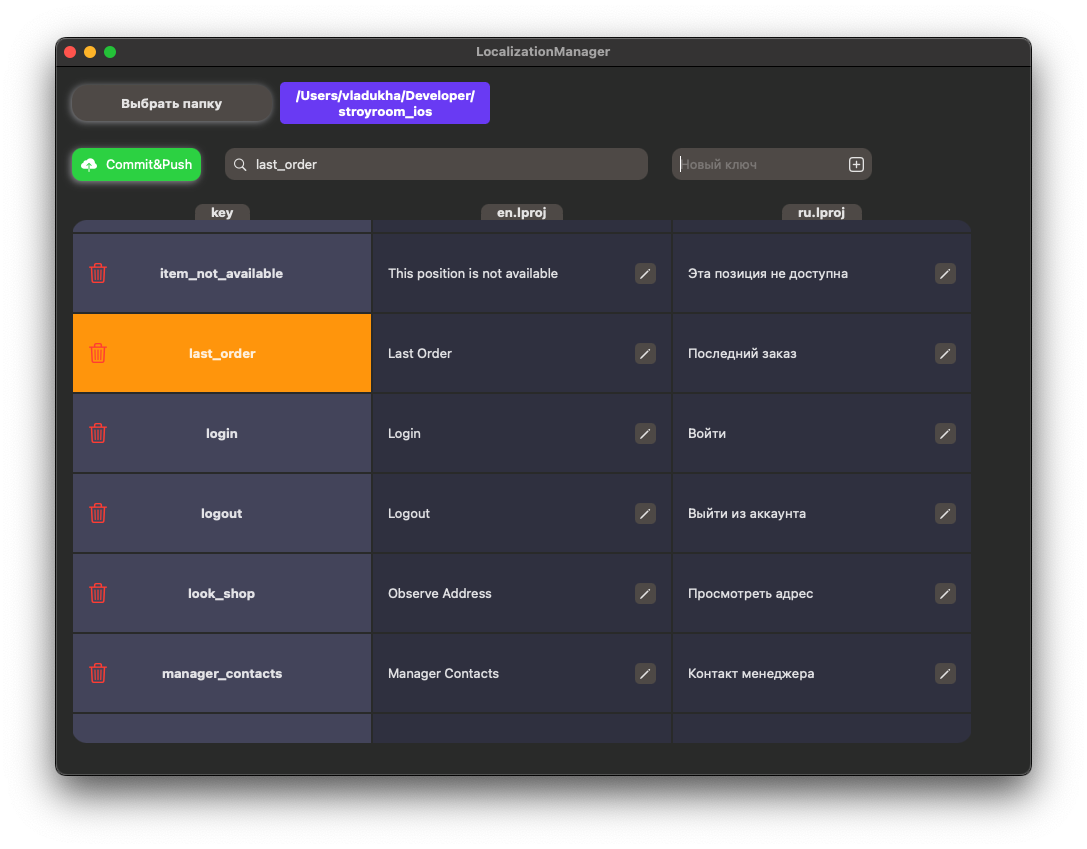 LocalizationManager
Выбрать папку
/Users/vladukha/Developer/
stroyroom_ios
Commit&Push
last_order
Новый ключ
key
en.lproj
ru.lproj
item_not_available
This position is not available
Эта позиция не доступна
last_order
Last Order
Последний заказ
login
Login
Войти
logout
Logout
Выйти из аккаунта
look_shop
Observe Address
Просмотреть адрес
manager_contacts
Manager Contacts
Контакт менеджера